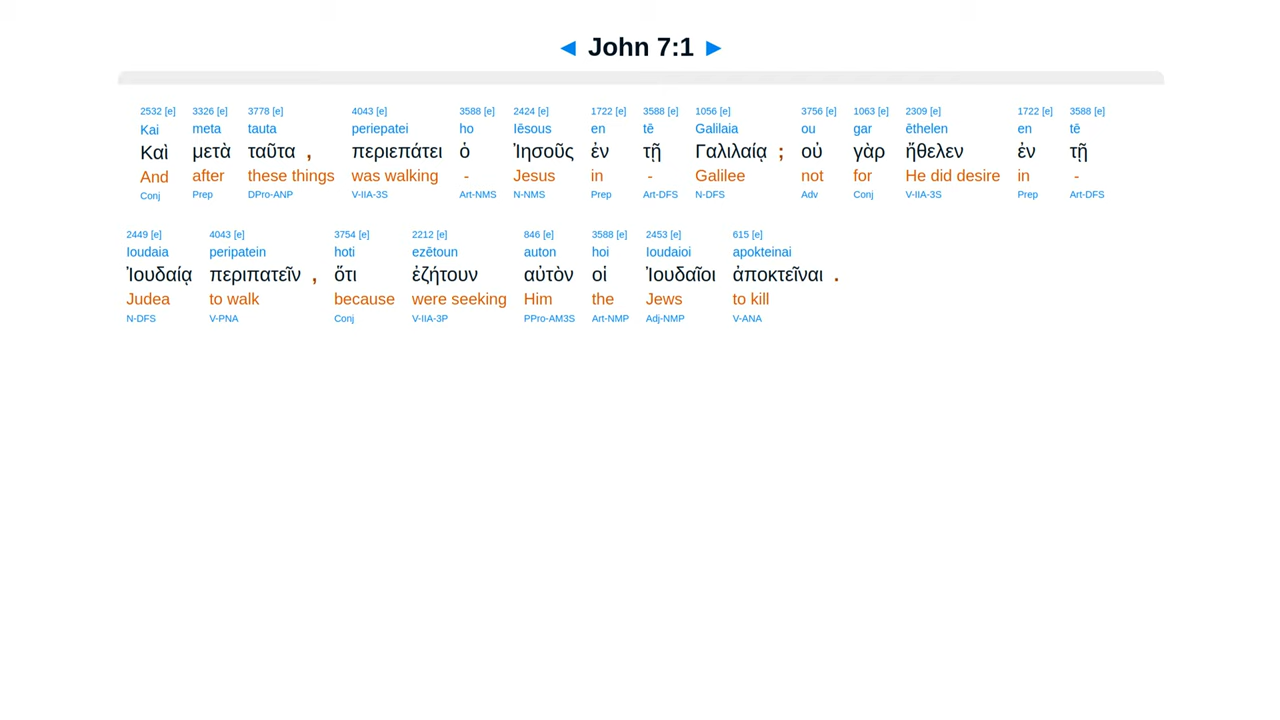 ◄ John 7:1 ►
2532 [e] 3326 [e] 3778 [e] 4043 [e] 3588 [e] 2424 [e] 1722 [e] 3588 [e] 1056 [e] 3756 [e] 1063 [e] 2309 [e] 1722 [e] 3588 [e]
Kai meta tauta periepatei ho Iēsous en tē Galilaia ou gar ēthelen en tē
Καὶ μετὰ ταῦτα , περιεπάτει ὁ Ἰησοῦς ἐν τῇ Γαλιλαίᾳ ; οὐ γὰρ ἤθελεν ἐν τῇ
And after these things was walking - Jesus in - Galilee not for He did desire in -
Conj Prep DPro-ANP V-IIA-3S Art-NMS N-NMS Prep Art-DFS N-DFS Adv Conj V-IIA-3S Prep Art-DFS
2449 [e] 4043 [e] 3754 [e] 2212 [e] 846 [e] 3588 [e] 2453 [e] 615 [e]
Ioudaia peripatein hoti ezētoun auton hoi Ioudaioi apokteinai
Ἰουδαίᾳ περιπατεῖν , ὅτι ἐζήτουν αὐτὸν οἱ Ἰουδαῖοι ἀποκτεῖναι .
Judea to walk because were seeking Him the Jews to kill
N-DFS V-PNA Conj V-IIA-3P PPro-AM3S Art-NMP Adj-NMP V-ANA